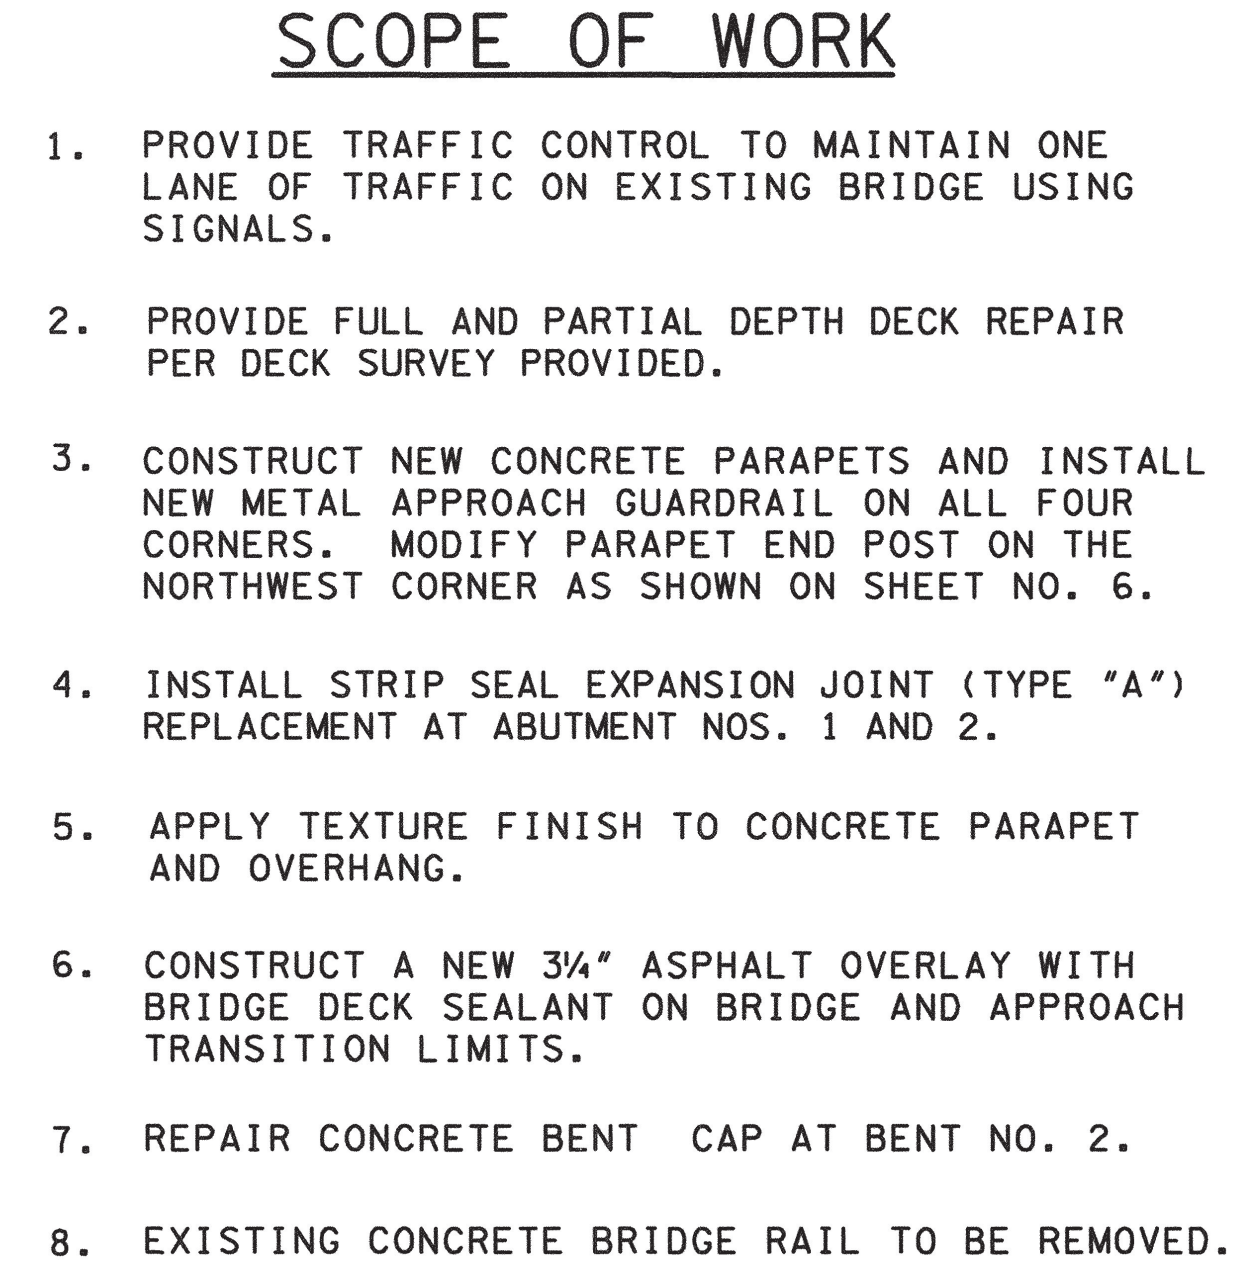 SCOPE OF WORK
1. PROVIDE TRAFFIC CONTROL TO MAINTAIN ONE
LANE OF TRAFFIC ON EXISTING BRIDGE USING
SIGNALS.
2. PROVIDE FULL AND PARTIAL DEPTH DECK REPAIR
PER DECK SURVEY PROVIDED.
3. CONSTRUCT NEW CONCRETE PARAPETS AND INSTALL
NEW METAL APPROACH GUARDRAIL ON ALL FOUR
CORNERS. MODIFY PARAPET END POST ON THE
NORTHWEST CORNER AS SHOWN ON SHEET NO. 6.
4. INSTALL STRIP SEAL EXPANSION JOINT (TYPE "A")
REPLACEMENT AT ABUTMENT NOS. 1 AND 2.
5. APPLY TEXTURE FINISH TO CONCRETE PARAPET
AND OVERHANG.
6. CONSTRUCT A NEW 3¼" ASPHALT OVERLAY WITH
BRIDGE DECK SEALANT ON BRIDGE AND APPROACH
TRANSITION LIMITS.
7. REPAIR CONCRETE BENT CAP AT BENT NO. 2.
8. EXISTING CONCRETE BRIDGE RAIL TO BE REMOVED.